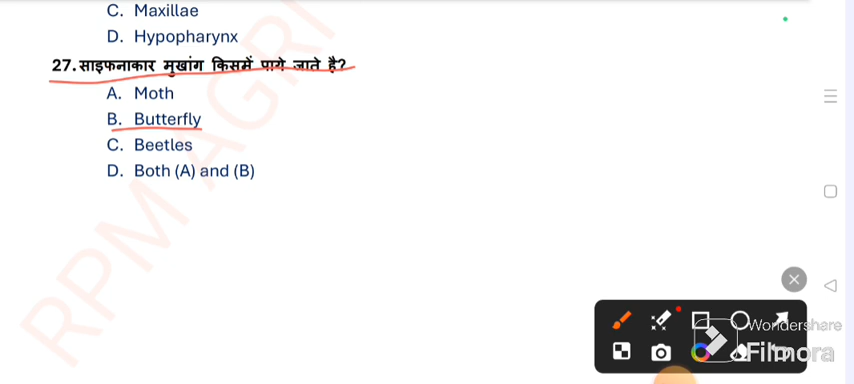 C. Maxillae
D. Hypopharynx
27. साइफनाकार मुखांग किसमें पाये जाते है?
A. Moth
B. Butterfly
C. Beetles
D. Both (A) and (B)
RPM AGRI
Wondershare
Filmora